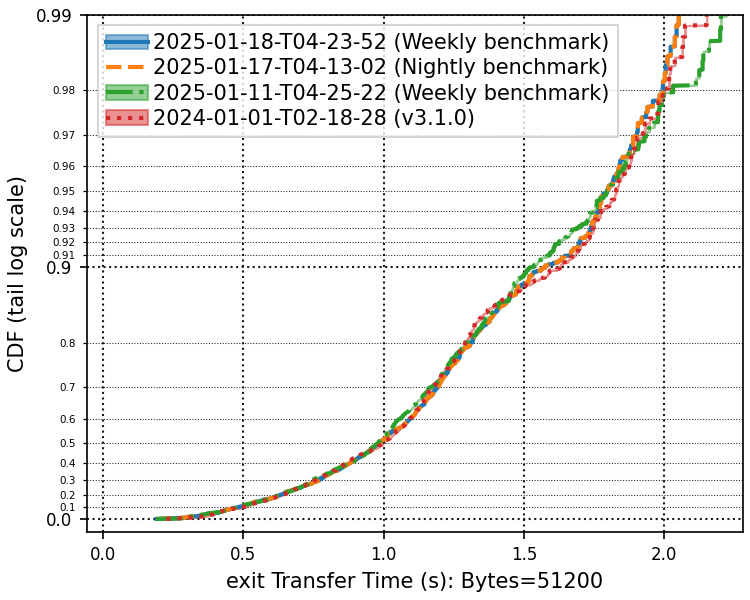 0.99
2025-01-18-T04-23-52 (Weekly benchmark)
2025-01-17-T04-13-02 (Nightly benchmark)
2025-01-11-T04-25-22 (Weekly benchmark)
2024-01-01-T02-18-28 (v3.1.0)
0.98
0.97
0.96
0.95
0.94
0.93
0.92
0.91
0.9
0.8
0.7
0.6
0.5
0.4
0.3
0.2
0.1
0.0
CDF (tail log scale)
0.0 0.5 1.0 1.5 2.0
exit Transfer Time (s): Bytes=51200